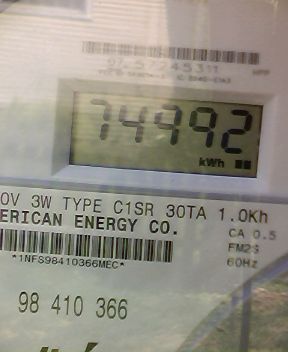 74992
kWh
0V 3W TYPE C1SR 30TA 1.0Kh
ERICAN ENERGY CO.
CA 0.5
FM2S
60Hz
*1NFS98410366MEC*
98 410 366